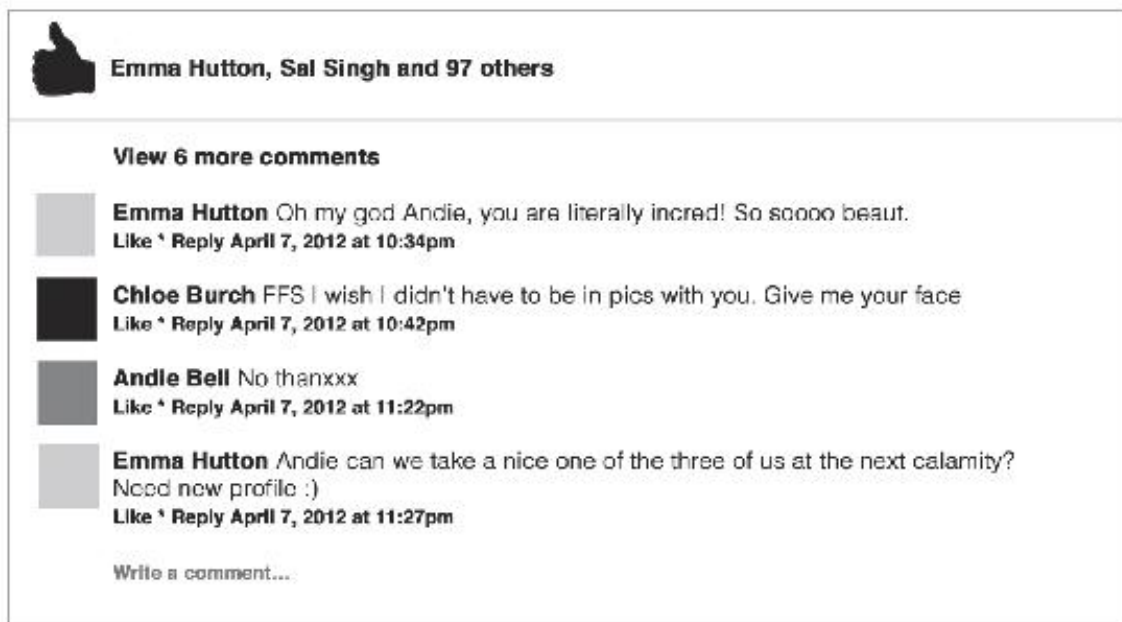 Emma Hutton, Sal Singh and 97 others
View 6 more comments
Emma Hutton Oh my god Andie, you are literally incred! So soooo beaut.
Like * Reply April 7, 2012 at 10:34pm
Chloe Burch FFS I wish I didn't have to be in pics with you. Give me your face
Like * Reply April 7, 2012 at 10:42pm
Andie Bell No thanxxx
Like * Reply April 7, 2012 at 11:22pm
Emma Hutton Andie can we take a nice one of the three of us at the next calamity?
Need new profile :)
Like * Reply April 7, 2012 at 11:27pm
Write a comment...